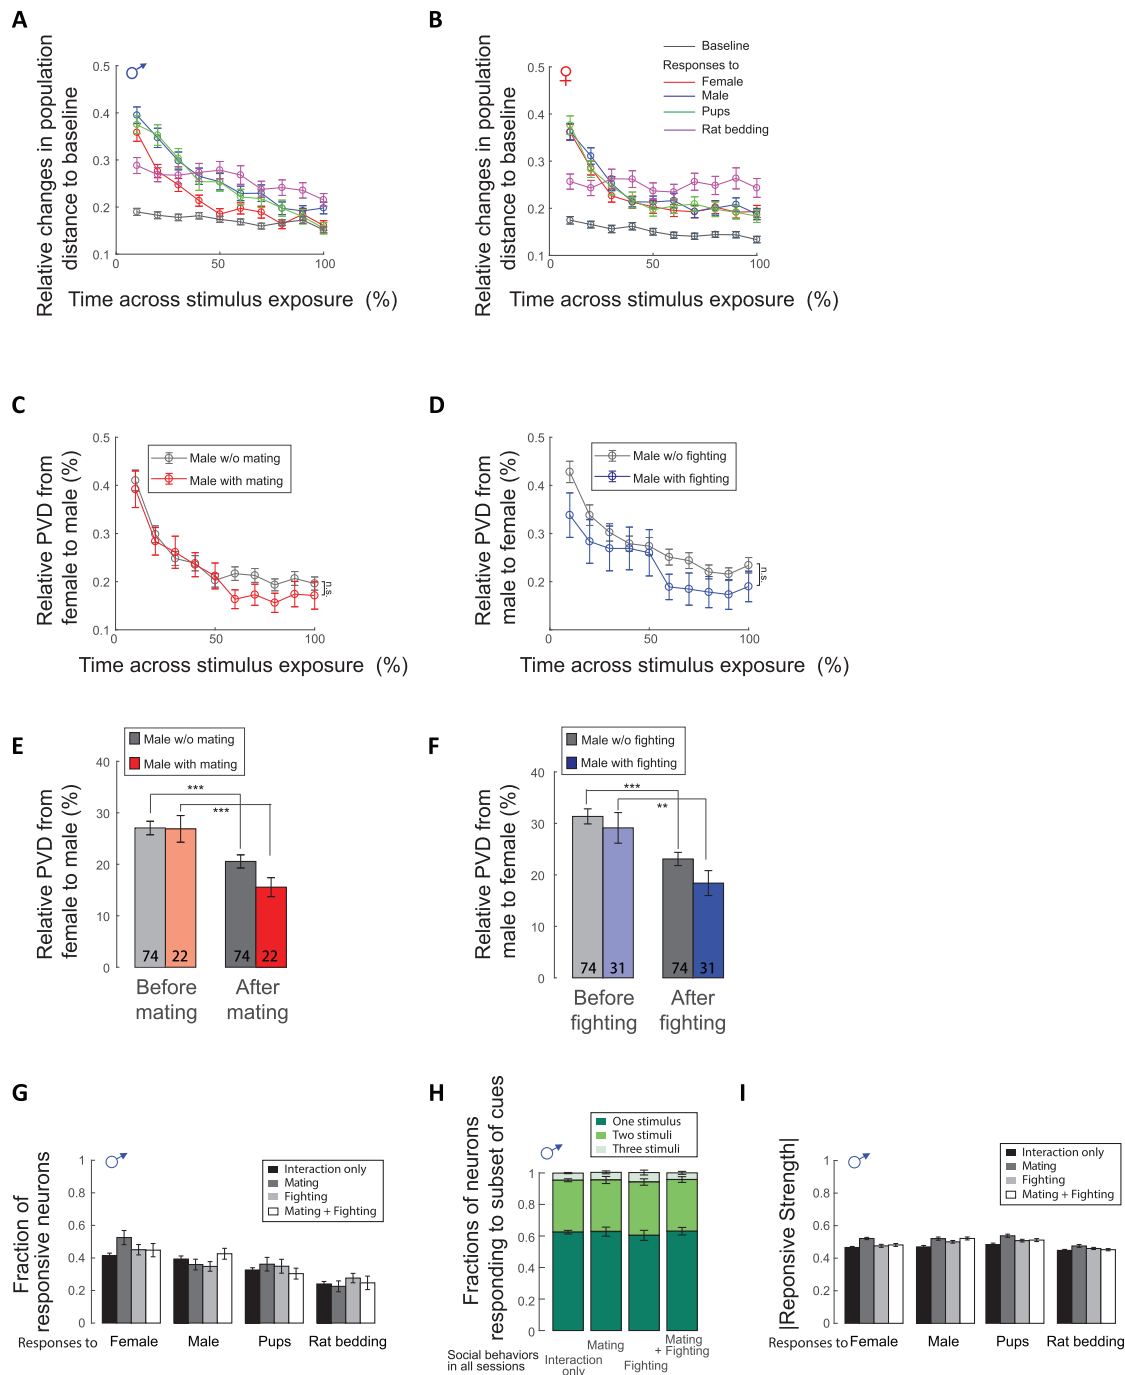 A
Relative changes in population
distance to baseline
0.5
0.4
0.3
0.2
0.1
0
50
100
Time across stimulus exposure (%)
B
Baseline
Responses to
Female
Male
Pups
Rat bedding
Relative changes in population
distance to baseline
0.5
0.4
0.3
0.2
0.1
0
50
100
Time across stimulus exposure (%)
C
Relative PVD from
female to male (%)
0.5
0.4
0.3
0.2
0.1
Male w/o mating
Male with mating
n.s
0
50
100
Time across stimulus exposure (%)
D
Relative PVD from
male to female (%)
0.5
0.4
0.3
0.2
0.1
Male w/o fighting
Male with fighting
n.s
0
50
100
Time across stimulus exposure (%)
E
Male w/o mating
Male with mating
Relative PVD from
female to male (%)
40
30
20
10
0
***
***
74 22 74 22
Before
mating
After
mating
F
Male w/o fighting
Male with fighting
Relative PVD from
male to female (%)
40
30
20
10
0
***
**
74 31 74 31
Before
fighting
After
fighting
G
Fraction of
responsive neurons
1
0.8
0.6
0.4
0.2
0
Interaction only
Mating
Fighting
Mating + Fighting
Responses to Female Male Pups Rat bedding
H
Fractions of neurons
responding to subset of cues
One stimulus
Two stimuli
Three stimuli
1
0.8
0.6
0.4
0.2
0
Social behaviors
in all sessions
Interaction
only
Mating
Fighting
Mating
+ Fighting
I
|Reponsive Strength|
1
0.8
0.6
0.4
0.2
0
Interaction only
Mating
Fighting
Mating + Fighting
Responses to Female Male Pups Rat bedding